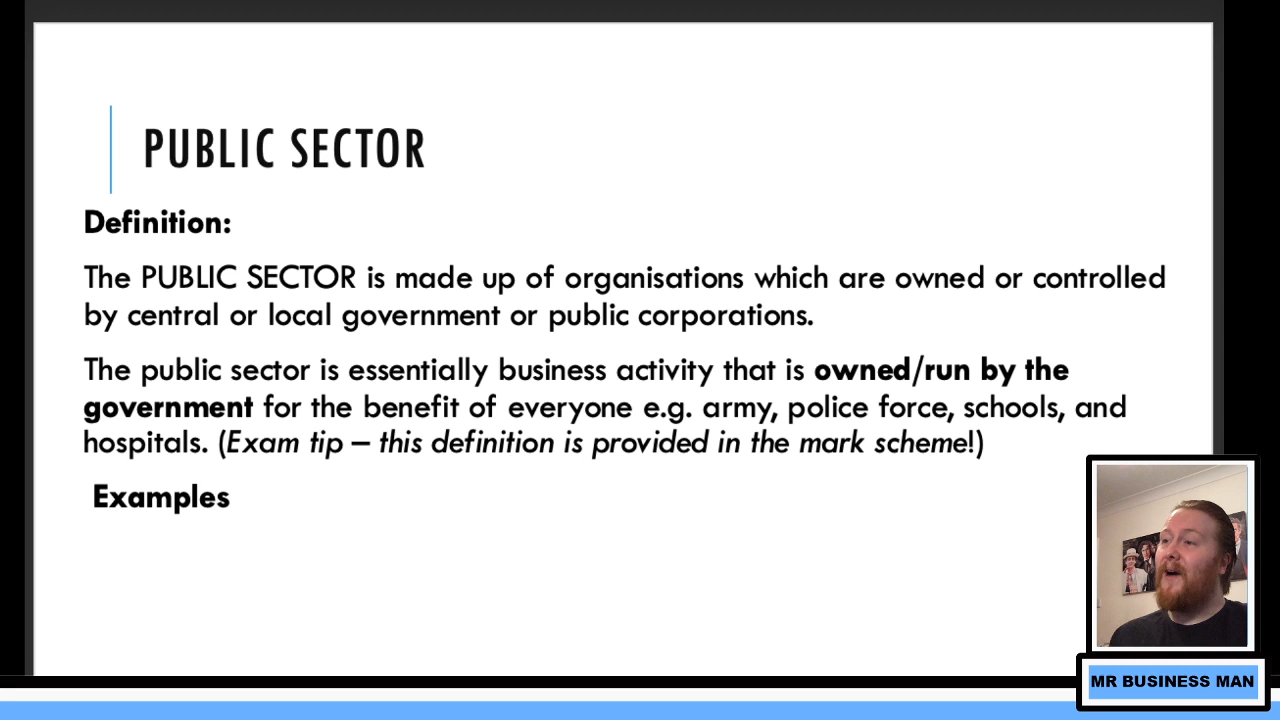 PUBLIC SECTOR
Definition:
The PUBLIC SECTOR is made up of organisations which are owned or controlled
by central or local government or public corporations.
The public sector is essentially business activity that is owned/run by the
government for the benefit of everyone e.g. army, police force, schools, and
hospitals. (Exam tip – this definition is provided in the mark scheme!)
Examples
MR BUSINESS MAN